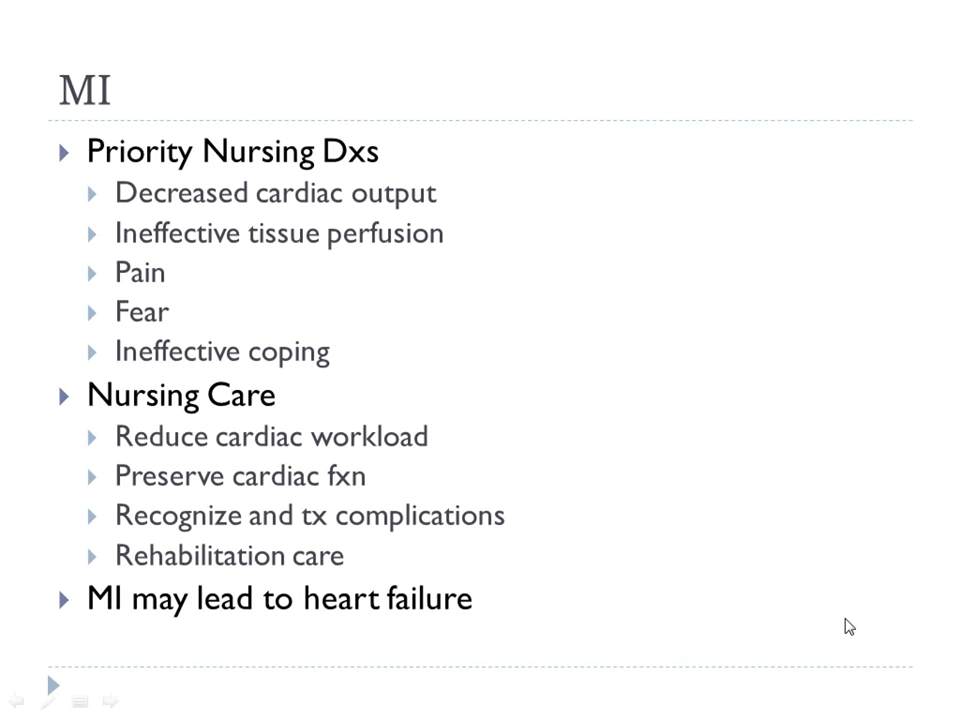 MI
Priority Nursing Dxs
Decreased cardiac output
Ineffective tissue perfusion
Pain
Fear
Ineffective coping
Nursing Care
Reduce cardiac workload
Preserve cardiac fxn
Recognize and tx complications
Rehabilitation care
MI may lead to heart failure